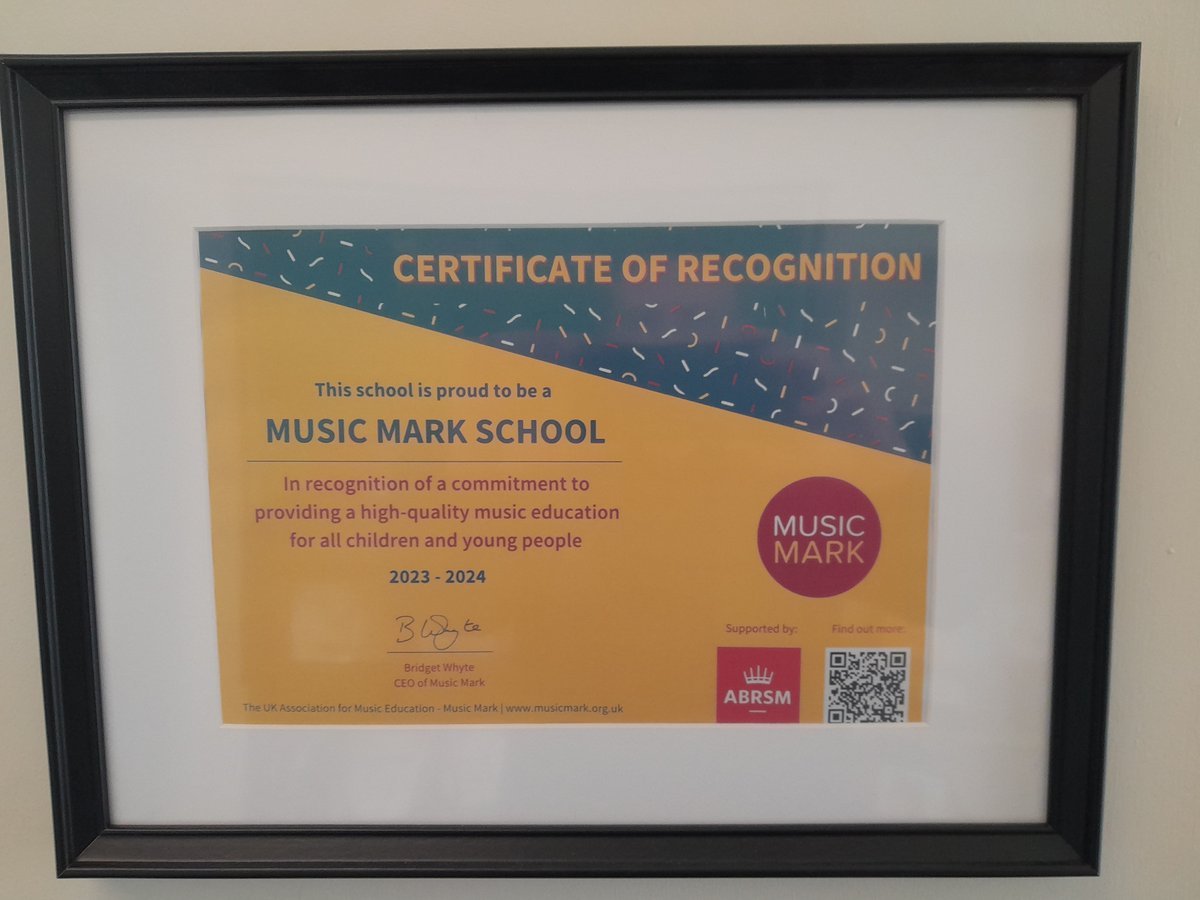 CERTIFICATE OF RECOGNITION
This school is proud to be a
MUSIC MARK SCHOOL
In recognition of a commitment to
providing a high-quality music education
for all children and young people
2023 - 2024
B Whyte
Bridget Whyte
CEO of Music Mark
The UK Association for Music Education - Music Mark | www.musicmark.org.uk
MUSIC
MARK
Supported by:
ABRSM
Find out more: